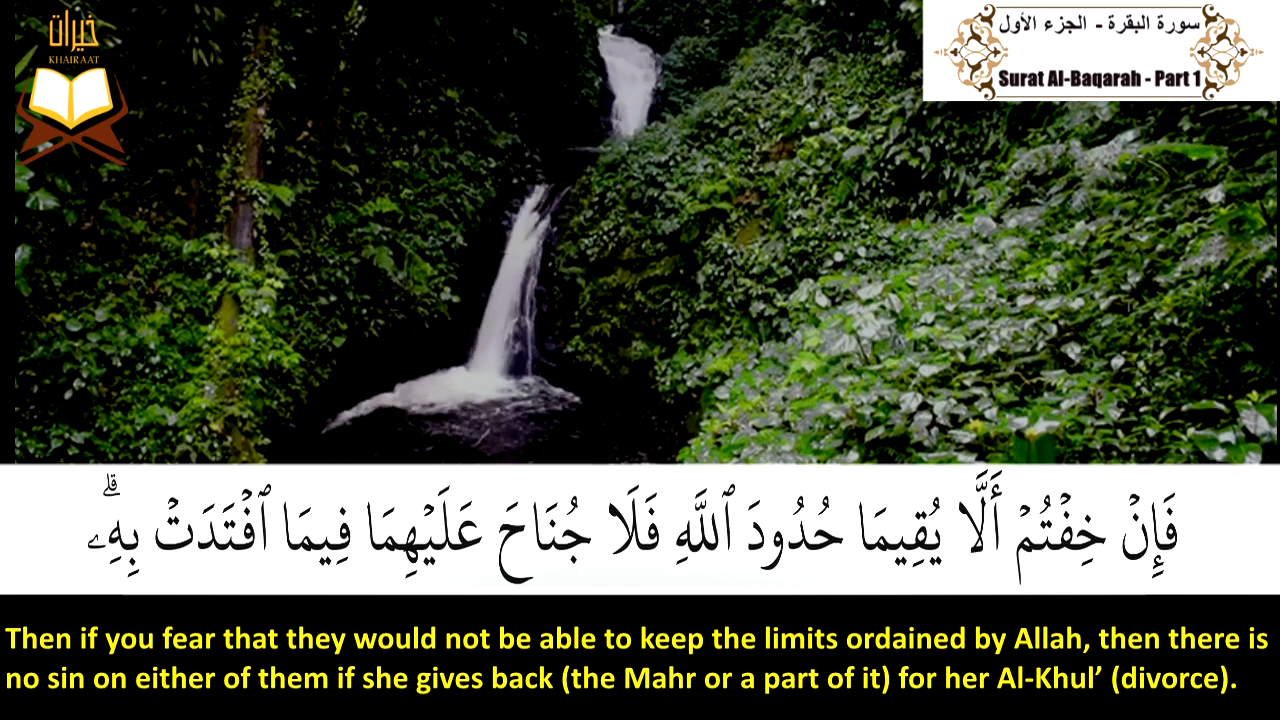 خيرات
KHAIRAAT
سورة البقرة - الجزء الأول
Surat Al-Baqarah - Part 1
فَإِنْ خِفْتُمْ أَلَّا يُقِيمَا حُدُودَ ٱللَّهِ فَلَا جُنَاحَ عَلَيْهِمَا فِيمَا ٱفْتَدَتْ بِهِۦۗ
Then if you fear that they would not be able to keep the limits ordained by Allah, then there is
no sin on either of them if she gives back (the Mahr or a part of it) for her Al-Khul’ (divorce).